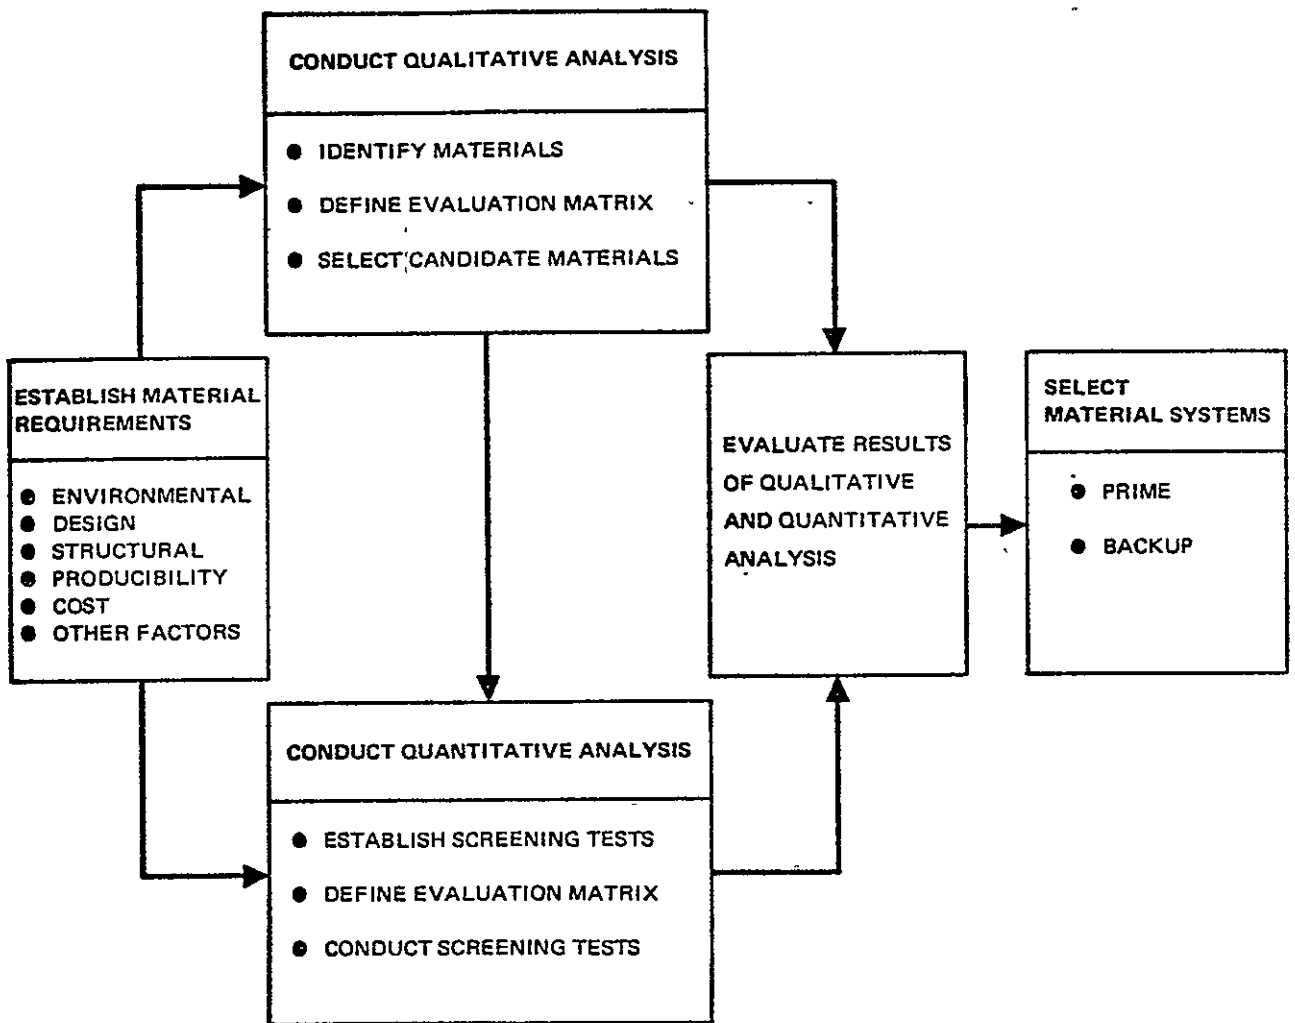 CONDUCT QUALITATIVE ANALYSIS
● IDENTIFY MATERIALS
● DEFINE EVALUATION MATRIX
● SELECT CANDIDATE MATERIALS
ESTABLISH MATERIAL
REQUIREMENTS
● ENVIRONMENTAL
● DESIGN
● STRUCTURAL
● PRODUCIBILITY
● COST
● OTHER FACTORS
CONDUCT QUANTITATIVE ANALYSIS
● ESTABLISH SCREENING TESTS
● DEFINE EVALUATION MATRIX
● CONDUCT SCREENING TESTS
EVALUATE RESULTS
OF QUALITATIVE
AND QUANTITATIVE
ANALYSIS
SELECT
MATERIAL SYSTEMS
● PRIME
● BACKUP